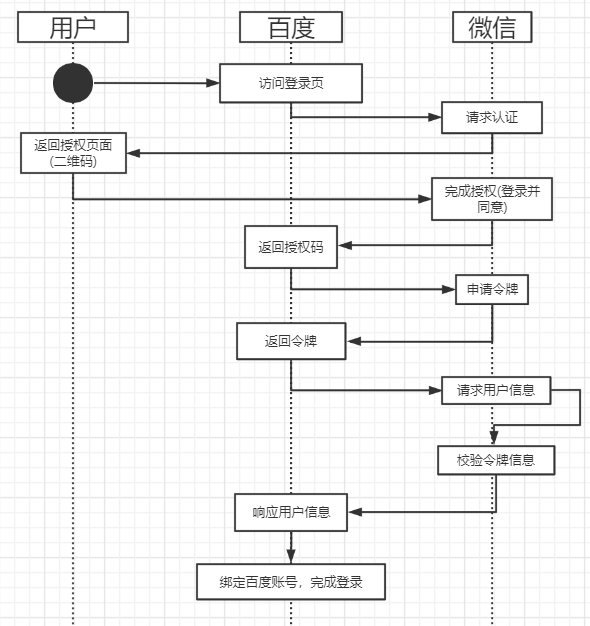 用户
百度
微信
访问登录页
请求认证
返回授权页面
(二维码)
完成授权(登录并
同意)
返回授权码
申请令牌
返回令牌
请求用户信息
校验令牌信息
响应用户信息
绑定百度账号，完成登录